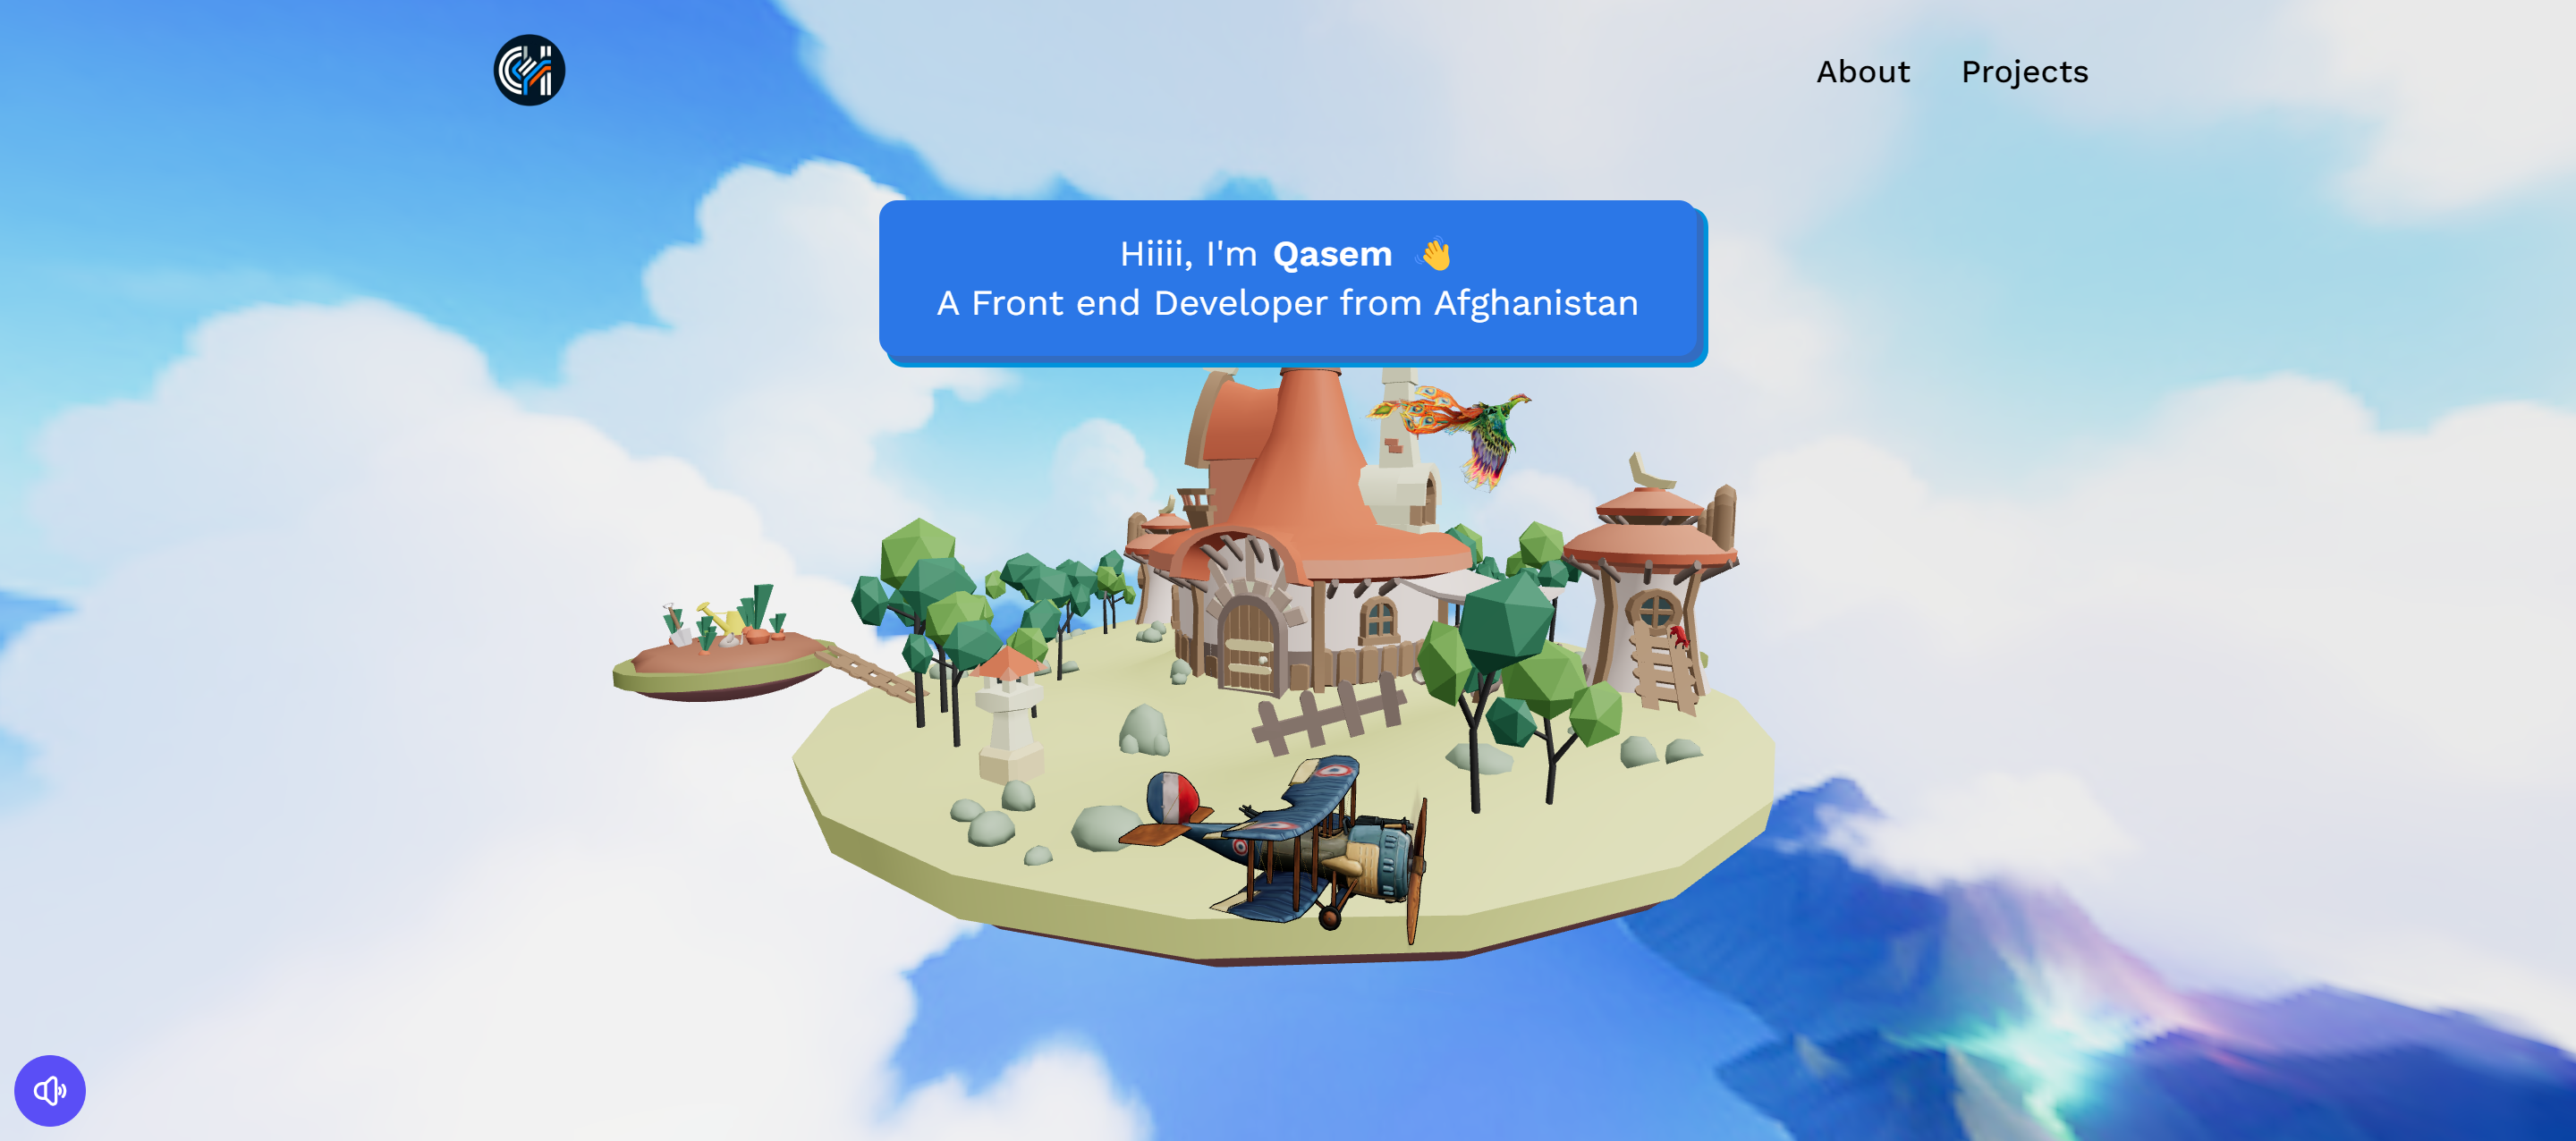 About Projects
Hiiii, I'm Qasem 👋
A Front end Developer from Afghanistan